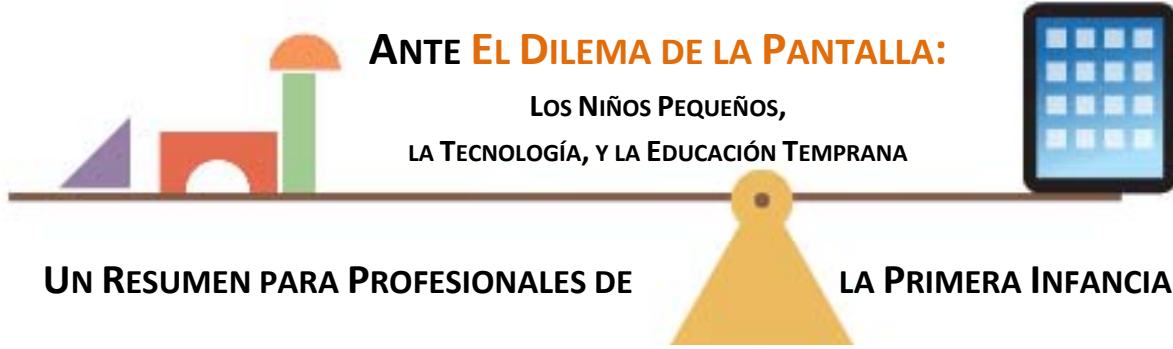 ANTE EL DILEMA DE LA PANTALLA:
LOS NIÑOS PEQUEÑOS,
LA TECNOLOGÍA, Y LA EDUCACIÓN TEMPRANA
UN RESUMEN PARA PROFESIONALES DE LA PRIMERA INFANCIA